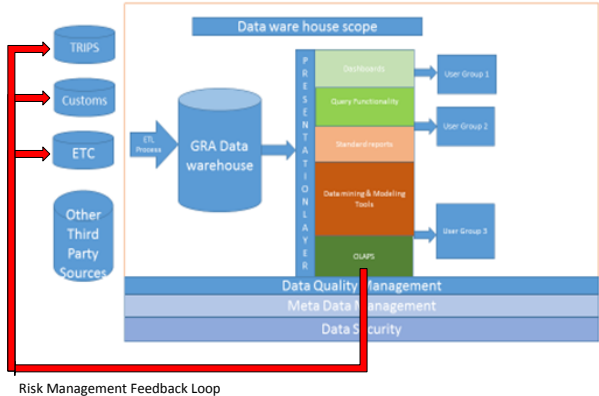 Data ware house scope
TRIPS
Customs
ETC
Other
Third
Party
Sources
ETL
Process
GRA Data
warehouse
PRESENTATIONLAYER
Dashboards
Query Functionality
Standard reports
Data mining & Modeling
Tools
OLAPS
User Group 1
User Group 2
User Group 3
Data Quality Management
Meta Data Management
Data Security
Risk Management Feedback Loop